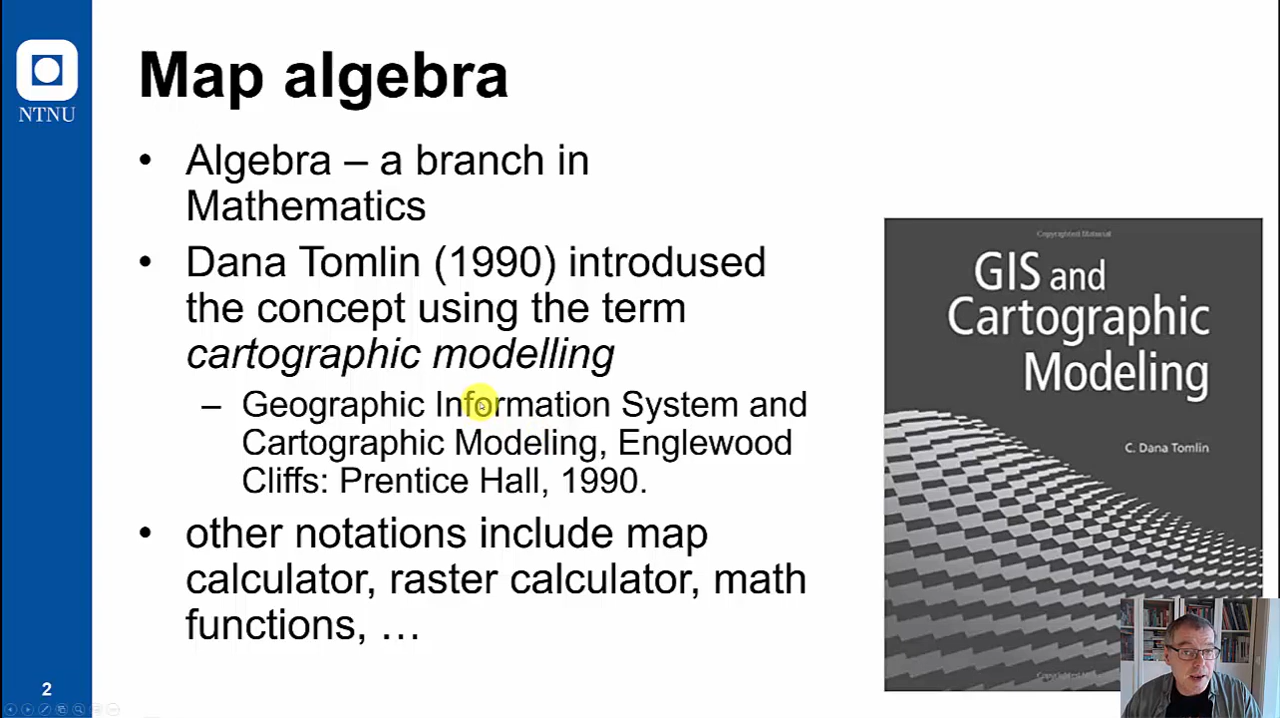 Map algebra
NTNU
• Algebra – a branch in
Mathematics
• Dana Tomlin (1990) introdused
the concept using the term
cartographic modelling
– Geographic Information System and
Cartographic Modeling, Englewood
Cliffs: Prentice Hall, 1990.
• other notations include map
calculator, raster calculator, math
functions, …
Copyrighted Material
GIS and
Cartographic
Modeling
C. Dana Tomlin
2